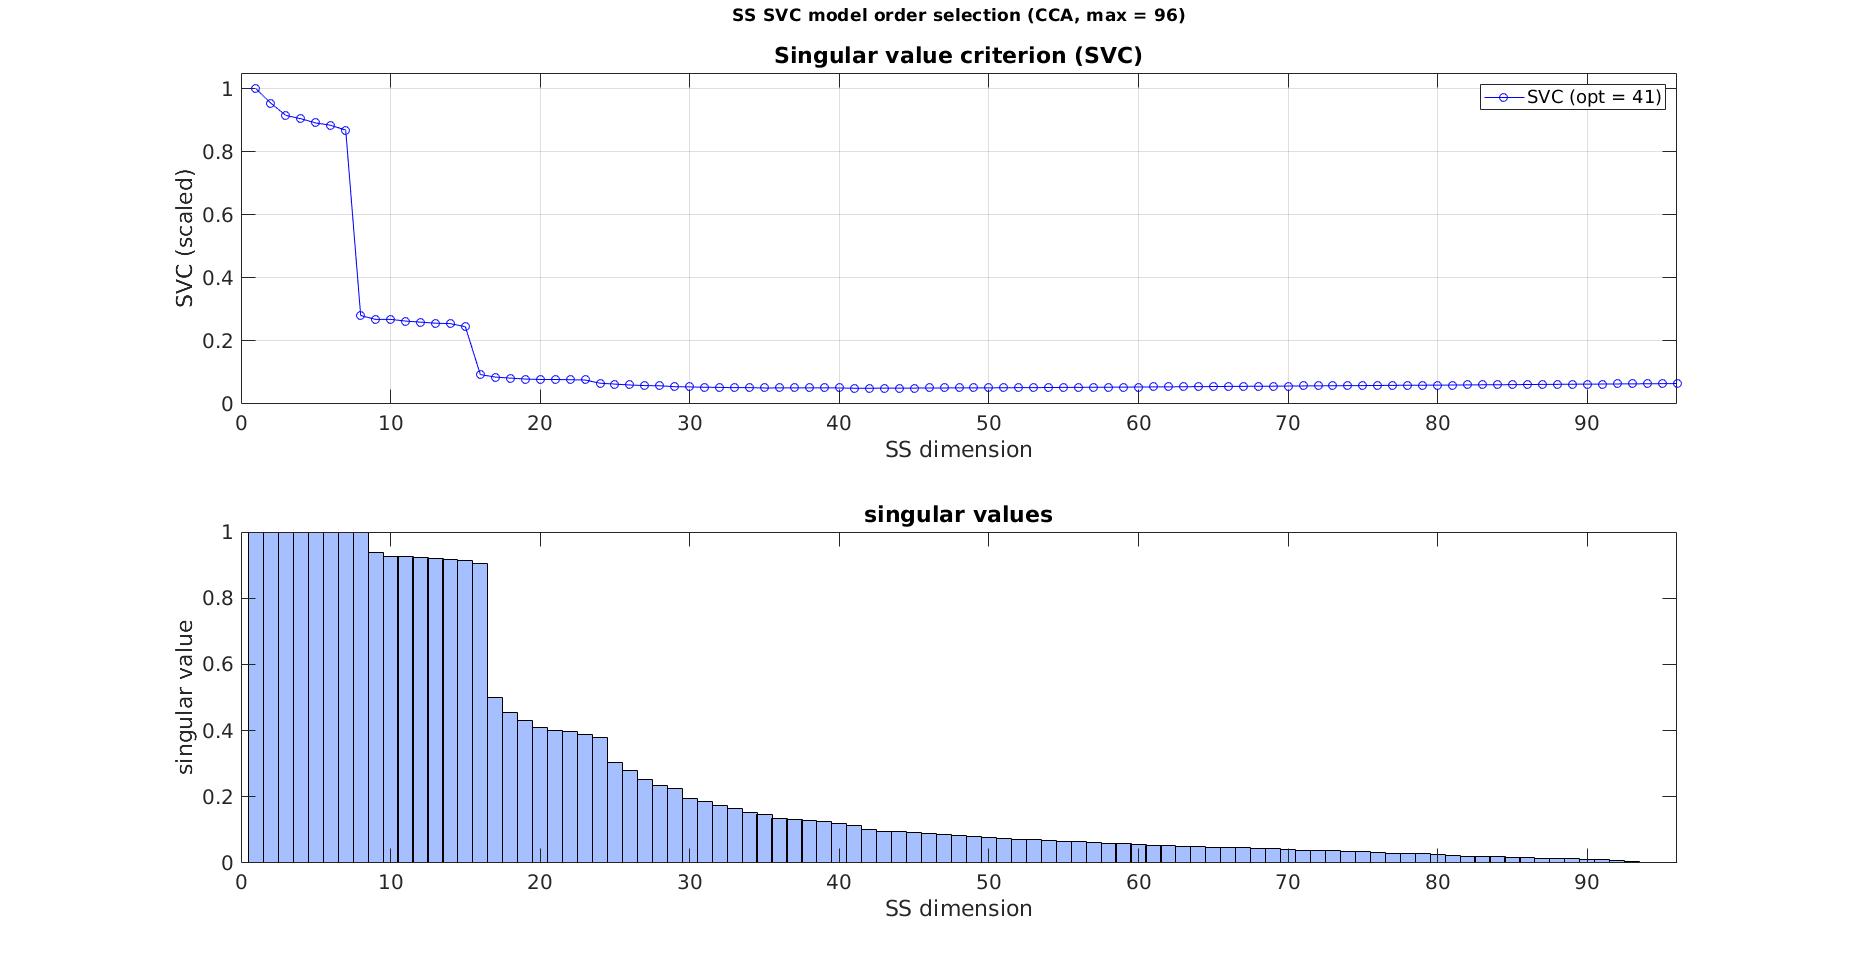 SS SVC model order selection (CCA, max = 96)
Singular value criterion (SVC)
1
0.8
0.6
0.4
0.2
0
SVC (scaled)
SVC (opt = 41)
0 10 20 30 40 50 60 70 80 90
SS dimension
singular values
1
0.8
0.6
0.4
0.2
0
singular value
0 10 20 30 40 50 60 70 80 90
SS dimension